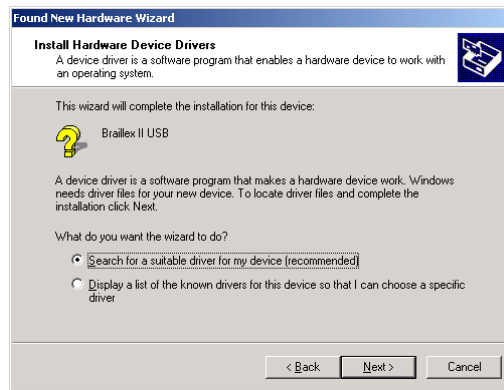 Found New Hardware Wizard
Install Hardware Device Drivers
A device driver is a software program that enables a hardware device to work with
an operating system.
This wizard will complete the installation for this device:
Braillex II USB
A device driver is a software program that makes a hardware device work. Windows
needs driver files for your new device. To locate driver files and complete the
installation click Next.
What do you want the wizard to do?
Search for a suitable driver for my device (recommended)
Display a list of the known drivers for this device so that I can choose a specific
driver
< Back Next > Cancel